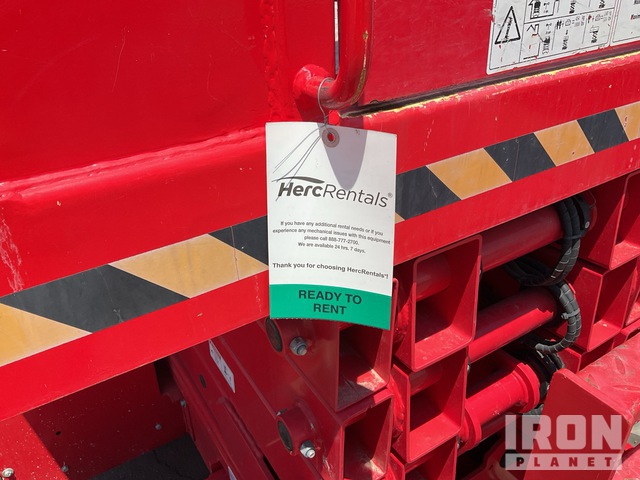 HercRentals®
If you have any additional rental needs or if you
experience any mechanical issues with this equipment
please call 888-777-2700.
We are available 24 hrs, 7 days.
Thank you for choosing HercRentals®!
READY TO
RENT
IRON
PLANET